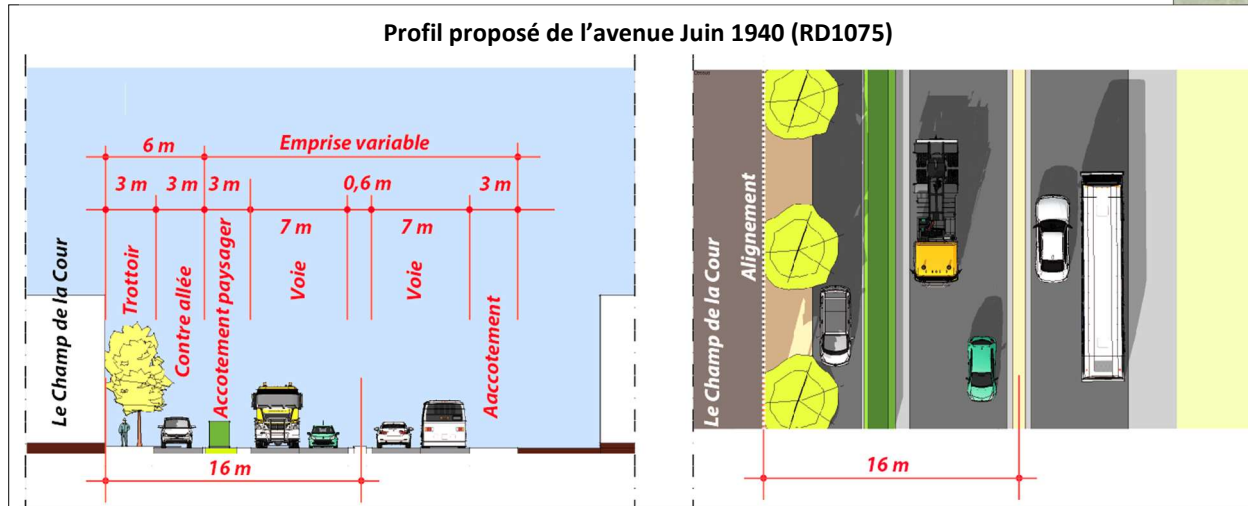 Profil proposé de l'avenue Juin 1940 (RD1075)
6 m
Emprise variable
3 m
3 m
3 m
0,6 m
3 m
7 m
7 m
Le Champ de la Cour
Trottoir
Contre allée
Accotement paysager
Voie
Voie
Aaccotement
16 m
Le Champ de la Cour
Alignement
16 m